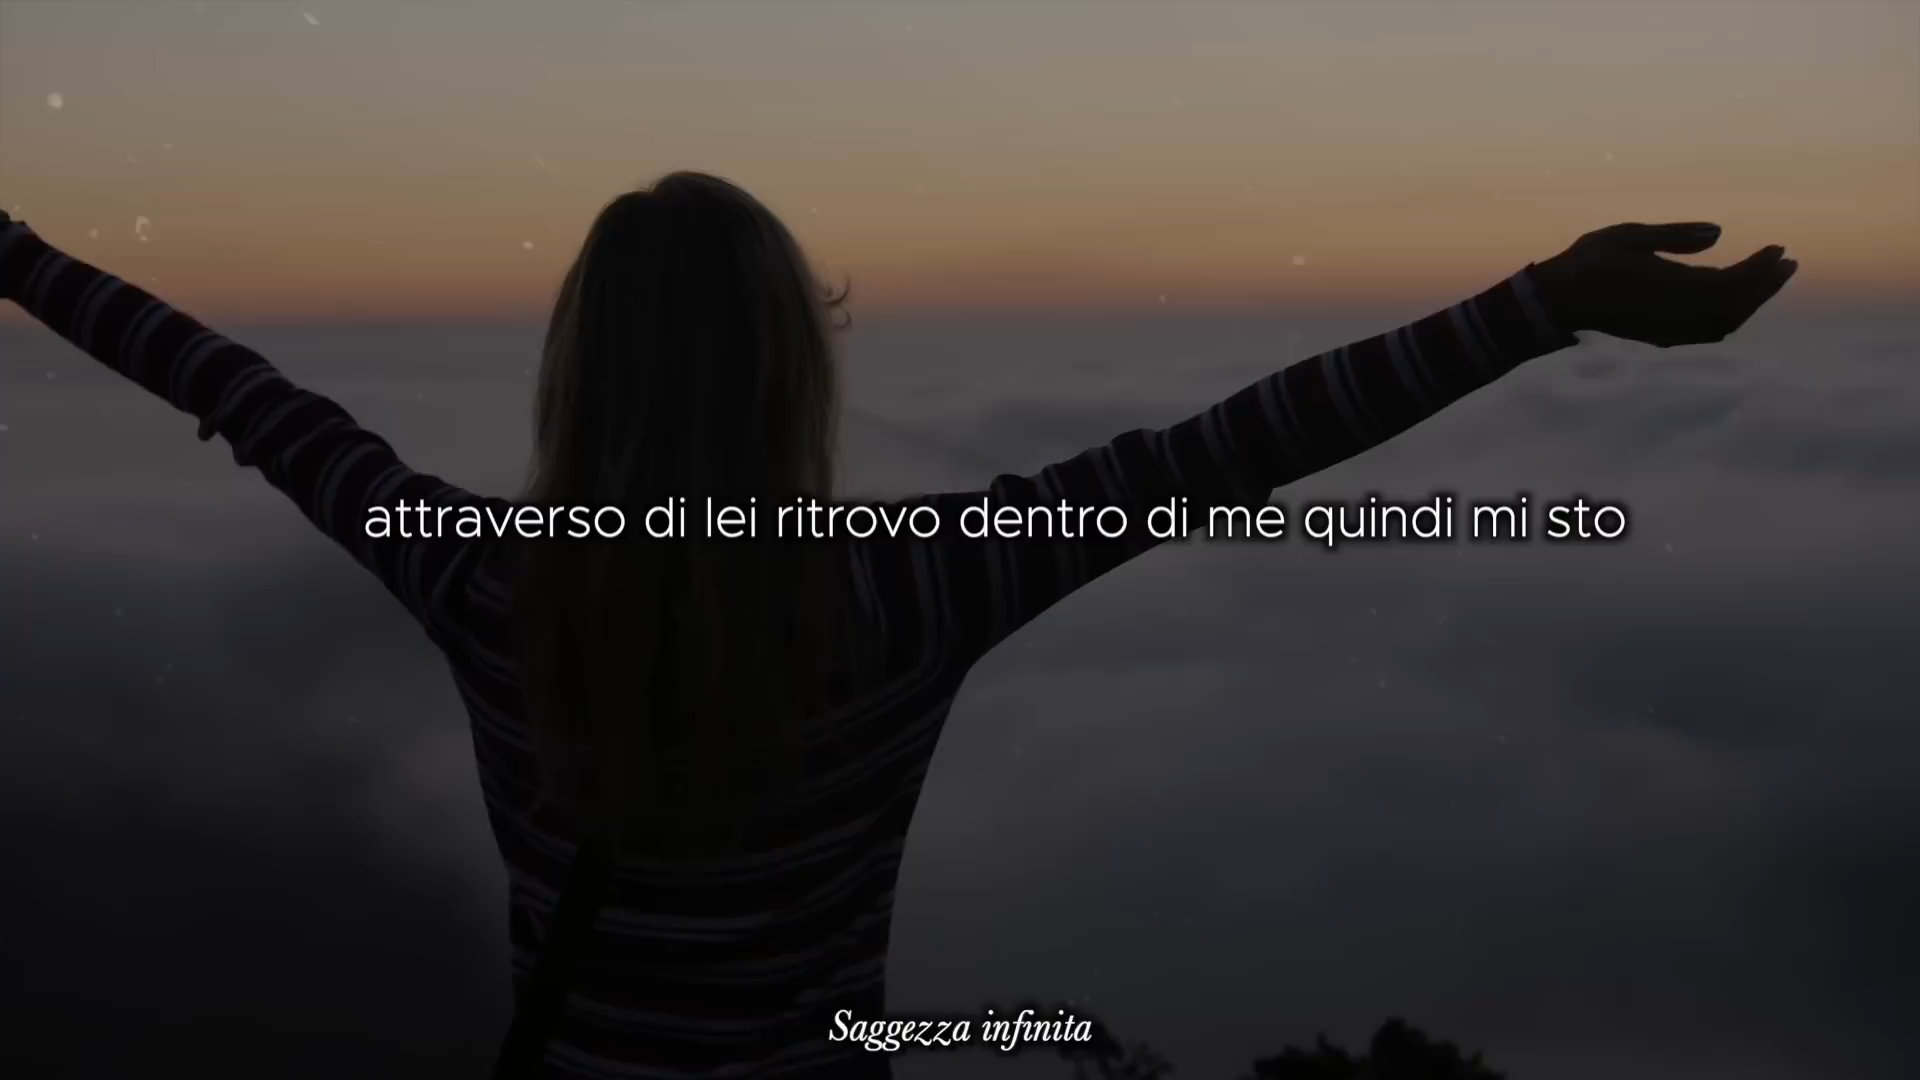 attraverso di lei ritrovo dentro di me quindi mi sto
Saggezza infinita